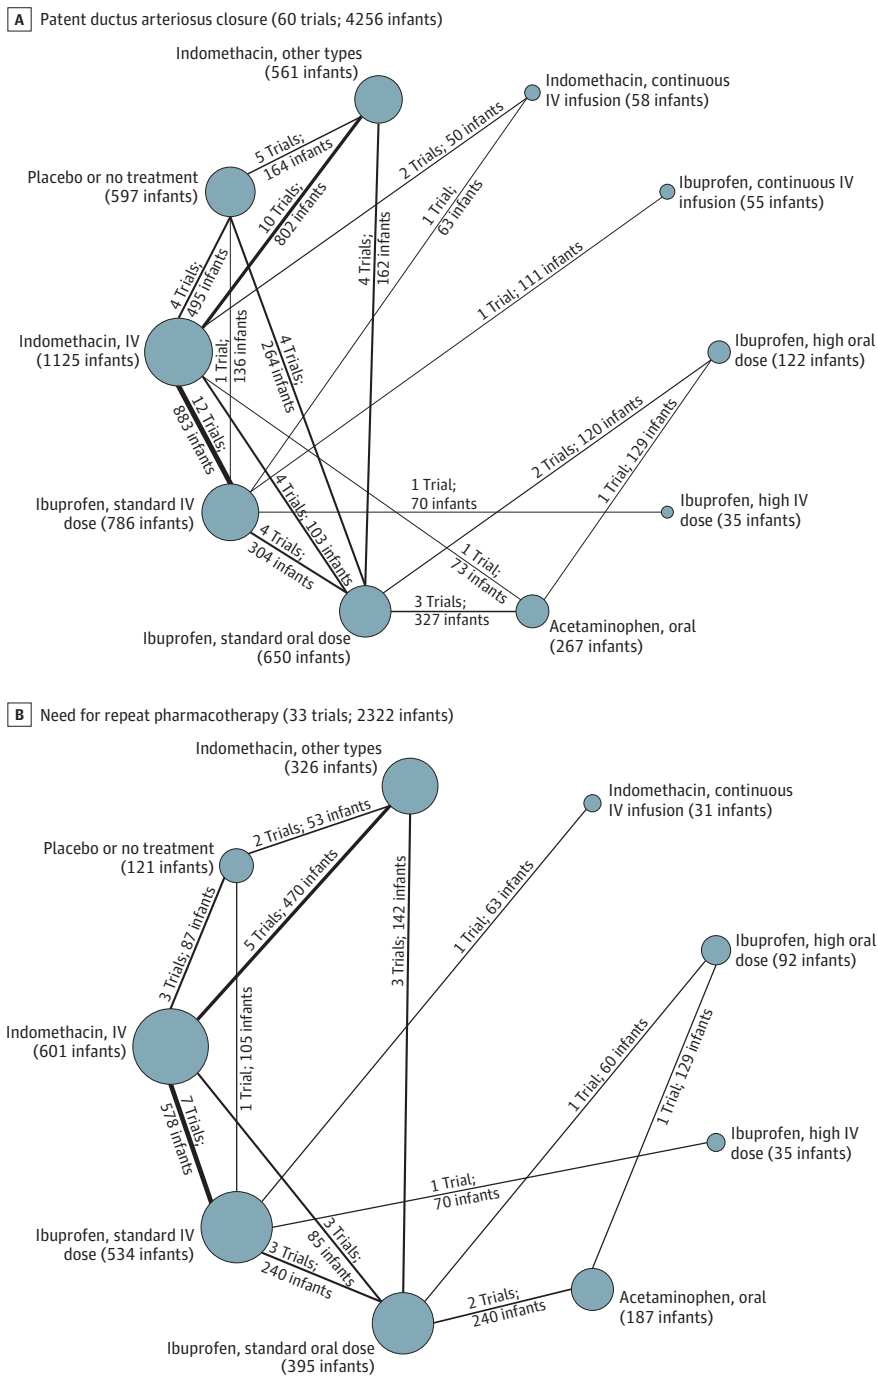 A Patent ductus arteriosus closure (60 trials; 4256 infants)
Indomethacin, other types
(561 infants)
Indomethacin, continuous
IV infusion (58 infants)
5 Trials;
164 infants
2 Trials; 50 infants
Placebo or no treatment
(597 infants)
10 Trials;
802 infants
1 Trial;
63 infants
Ibuprofen, continuous IV
infusion (55 infants)
4 Trials;
162 infants
4 Trials;
495 infants
1 Trial; 111 infants
Indomethacin, IV
(1125 infants)
1 Trial;
136 infants
4 Trials;
264 infants
Ibuprofen, high oral
dose (122 infants)
12 Trials;
883 infants
2 Trials; 120 infants
1 Trial; 129 infants
Ibuprofen, standard IV
dose (786 infants)
4 Trials; 103 infants
1 Trial;
70 infants
Ibuprofen, high IV
dose (35 infants)
4 Trials;
304 infants
1 Trial;
73 infants
3 Trials;
327 infants
Ibuprofen, standard oral dose
(650 infants)
Acetaminophen, oral
(267 infants)
B Need for repeat pharmacotherapy (33 trials; 2322 infants)
Indomethacin, other types
(326 infants)
Indomethacin, continuous
IV infusion (31 infants)
2 Trials; 53 infants
Placebo or no treatment
(121 infants)
5 Trials; 470 infants
3 Trials; 142 infants
1 Trial; 63 infants
3 Trials; 87 infants
Ibuprofen, high oral
dose (92 infants)
Indomethacin, IV
(601 infants)
1 Trial; 105 infants
1 Trial; 60 infants
1 Trial; 129 infants
7 Trials;
578 infants
Ibuprofen, high IV
dose (35 infants)
1 Trial;
70 infants
Ibuprofen, standard IV
dose (534 infants)
3 Trials;
85 infants
3 Trials;
240 infants
2 Trials;
240 infants
Acetaminophen, oral
(187 infants)
Ibuprofen, standard oral dose
(395 infants)